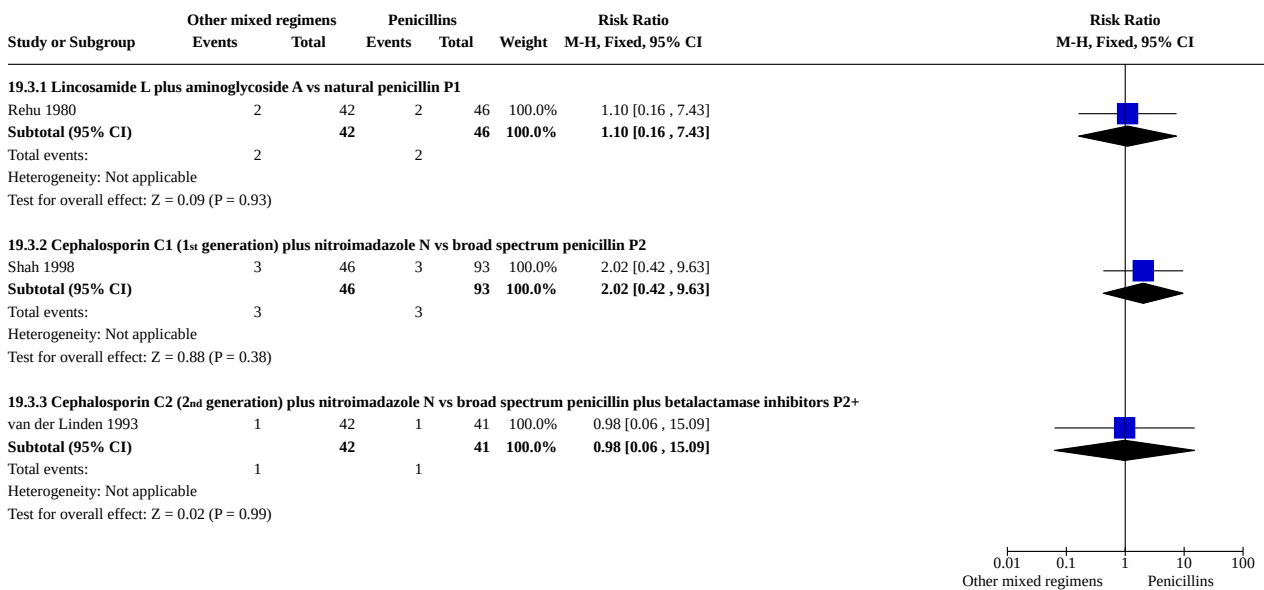 Other mixed regimens Penicillins Risk Ratio Risk Ratio
Study or Subgroup Events Total Events Total Weight M-H, Fixed, 95% CI M-H, Fixed, 95% CI
19.3.1 Lincosamide L plus aminoglycoside A vs natural penicillin P1
Rehu 1980 2 42 2 46 100.0% 1.10 [0.16 , 7.43]
Subtotal (95% CI) 42 46 100.0% 1.10 [0.16 , 7.43]
Total events: 2 2
Heterogeneity: Not applicable
Test for overall effect: Z = 0.09 (P = 0.93)
19.3.2 Cephalosporin C1 (1st generation) plus nitroimadazole N vs broad spectrum penicillin P2
Shah 1998 3 46 3 93 100.0% 2.02 [0.42 , 9.63]
Subtotal (95% CI) 46 93 100.0% 2.02 [0.42 , 9.63]
Total events: 3 3
Heterogeneity: Not applicable
Test for overall effect: Z = 0.88 (P = 0.38)
19.3.3 Cephalosporin C2 (2nd generation) plus nitroimadazole N vs broad spectrum penicillin plus betalactamase inhibitors P2+
van der Linden 1993 1 42 1 41 100.0% 0.98 [0.06 , 15.09]
Subtotal (95% CI) 42 41 100.0% 0.98 [0.06 , 15.09]
Total events: 1 1
Heterogeneity: Not applicable
Test for overall effect: Z = 0.02 (P = 0.99)
0.01 0.1 1 10 100
Other mixed regimens Penicillins